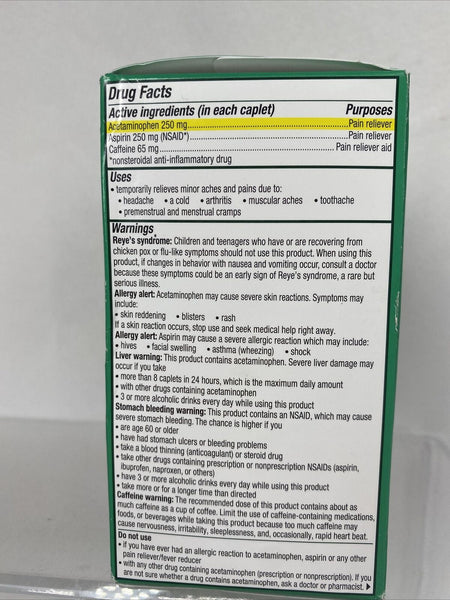 Drug Facts
Active ingredients (in each caplet) Purposes
Acetaminophen 250 mg..........Pain reliever
Aspirin 250 mg (NSAID*)..........Pain reliever
Caffeine 65 mg..........Pain reliever aid
*nonsteroidal anti-inflammatory drug
Uses
• temporarily relieves minor aches and pains due to:
• headache • a cold • arthritis • muscular aches • toothache
• premenstrual and menstrual cramps
Warnings
Reye's syndrome: Children and teenagers who have or are recovering from
chicken pox or flu-like symptoms should not use this product. When using this
product, if changes in behavior with nausea and vomiting occur, consult a doctor
because these symptoms could be an early sign of Reye's syndrome, a rare but
serious illness.
Allergy alert: Acetaminophen may cause severe skin reactions. Symptoms may
include:
• skin reddening • blisters • rash
If a skin reaction occurs, stop use and seek medical help right away.
Allergy alert: Aspirin may cause a severe allergic reaction which may include:
• hives • facial swelling • asthma (wheezing) • shock
Liver warning: This product contains acetaminophen. Severe liver damage may
occur if you take
• more than 8 caplets in 24 hours, which is the maximum daily amount
• with other drugs containing acetaminophen
• 3 or more alcoholic drinks every day while using this product
Stomach bleeding warning: This product contains an NSAID, which may cause
severe stomach bleeding. The chance is higher if you
• are age 60 or older
• have had stomach ulcers or bleeding problems
• take a blood thinning (anticoagulant) or steroid drug
• take other drugs containing prescription or nonprescription NSAIDs (aspirin,
ibuprofen, naproxen, or others)
• have 3 or more alcoholic drinks every day while using this product
• take more or for a longer time than directed
Caffeine warning: The recommended dose of this product contains about as
much caffeine as a cup of coffee. Limit the use of caffeine-containing medications,
foods, or beverages while taking this product because too much caffeine may
cause nervousness, irritability, sleeplessness, and, occasionally, rapid heart beat.
Do not use
• if you have ever had an allergic reaction to acetaminophen, aspirin or any other
pain reliever/fever reducer
• with any other drug containing acetaminophen (prescription or nonprescription). If you
are not sure whether a drug contains acetaminophen, ask a doctor or pharmacist.